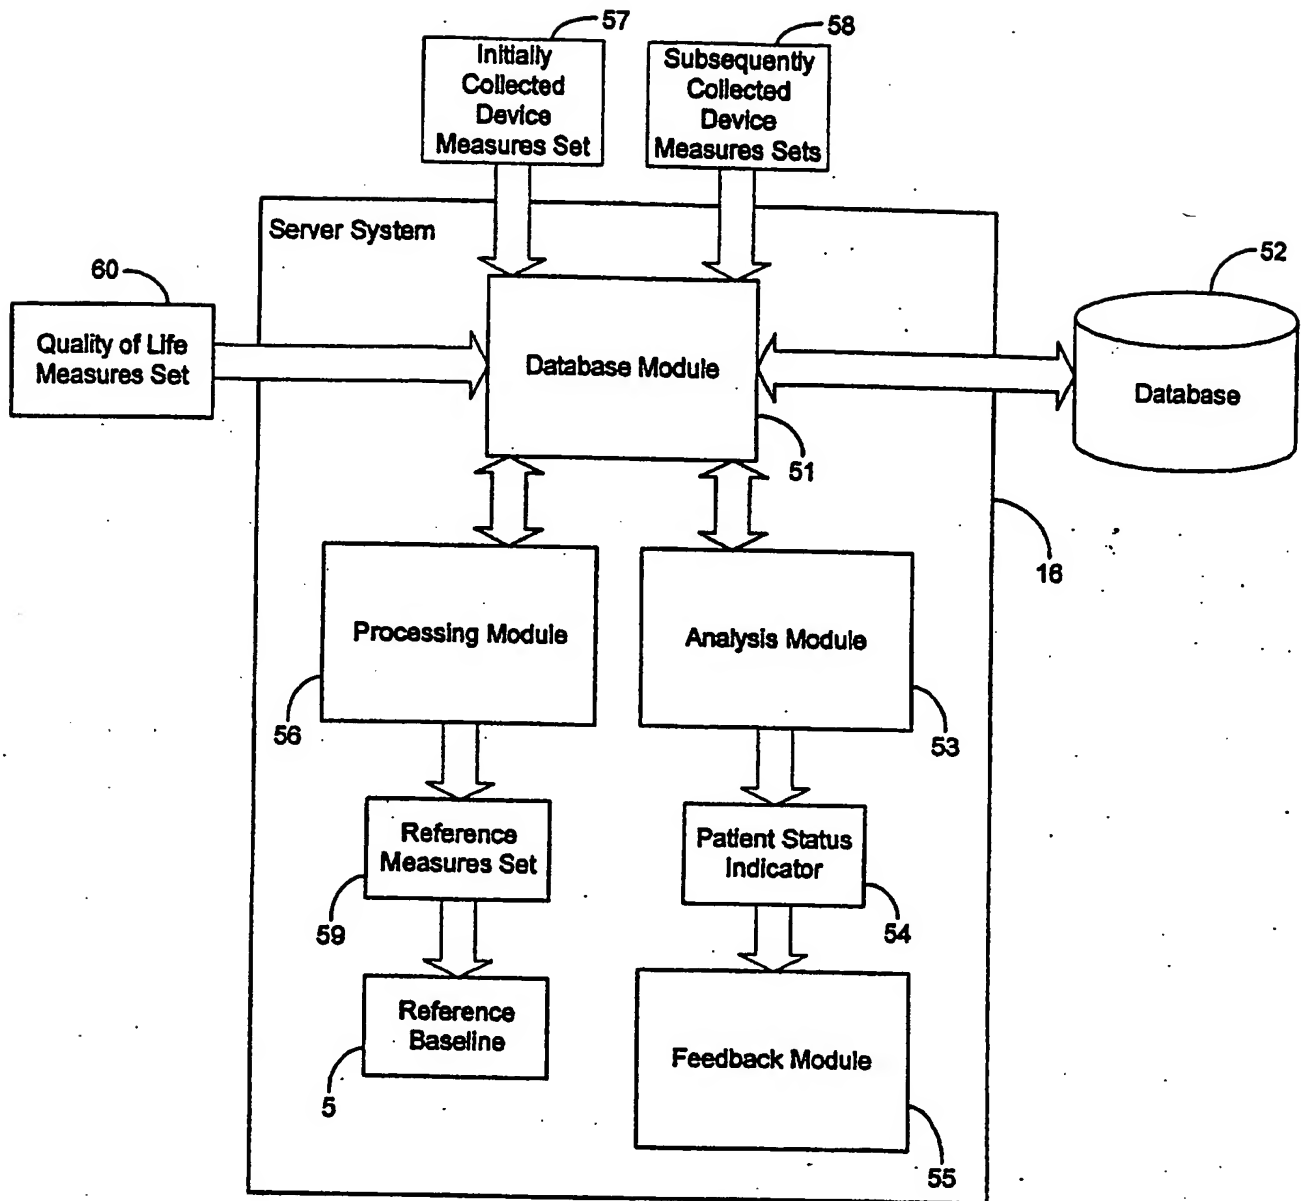 57
58
Initially
Collected
Device
Measures Set
Subsequently
Collected
Device
Measures Sets
Server System
60
52
Quality of Life
Measures Set
Database Module
Database
51
16
Processing Module
Analysis Module
56
53
Reference
Measures Set
Patient Status
Indicator
59
54
Reference
Baseline
Feedback Module
5
55